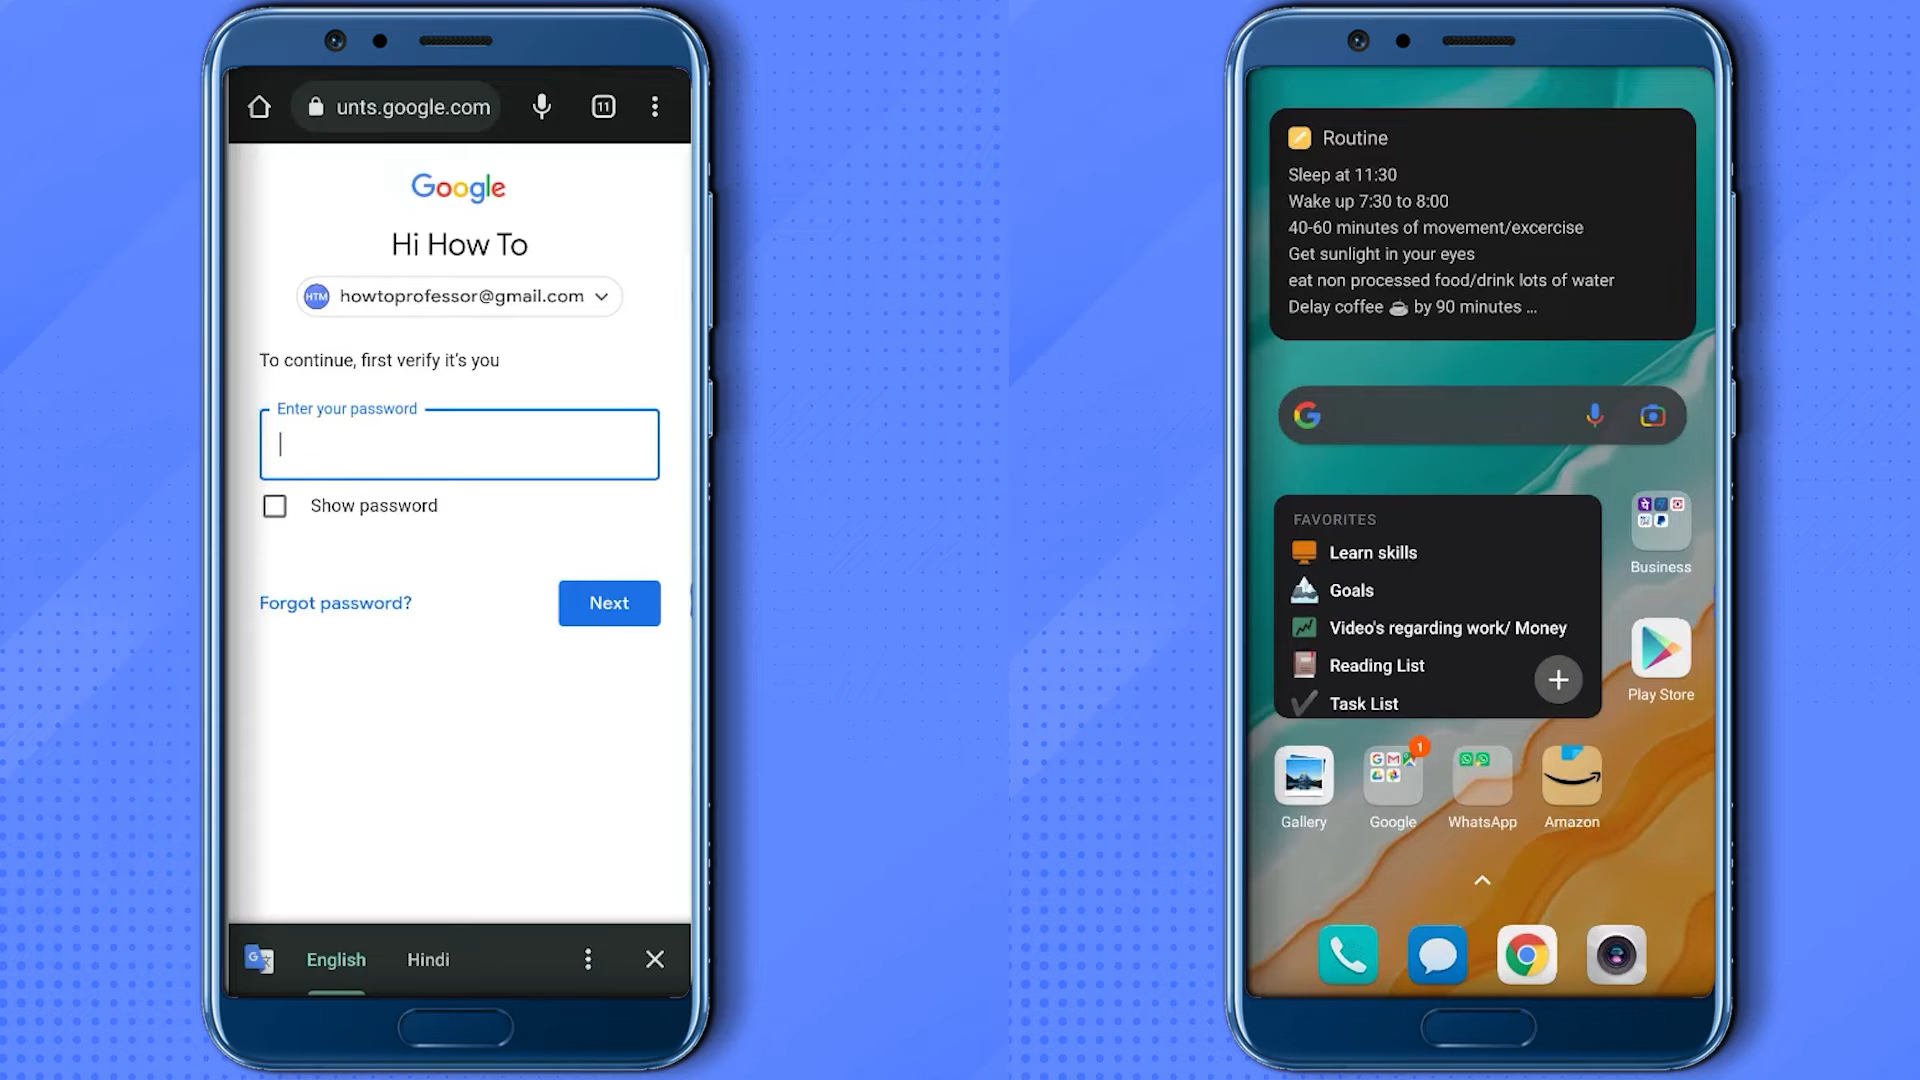 unts.google.com
11
Google
Hi How To
HTM howtoprofessor@gmail.com
To continue, first verify it's you
Enter your password
Show password
Forgot password?
Next
English
Hindi
Routine
Sleep at 11:30
Wake up 7:30 to 8:00
40-60 minutes of movement/excercise
Get sunlight in your eyes
eat non processed food/drink lots of water
Delay coffee ☕ by 90 minutes ...
FAVORITES
Learn skills
Goals
Video's regarding work/ Money
Reading List
Task List
Business
Play Store
1
Gallery
Google
WhatsApp
Amazon